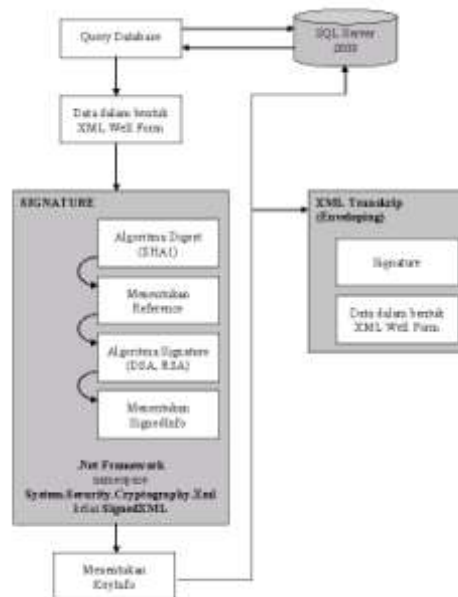 Query Database
SQL Server
Data dalam bentuk
XML Well Form
SIGNATURE
Algoritma Digest
(SHA1)
Menentukan
Reference
Algoritma Signature
(DSA, RSA)
Menentukan
SignedInfo
.Net Framework
namespace
System.Security.Cryptography.Xml
kelas SignedXML
Menentukan
KeyInfo
XML Transkrip
(Enveloping)
Signature
Data dalam bentuk
XML Well Form